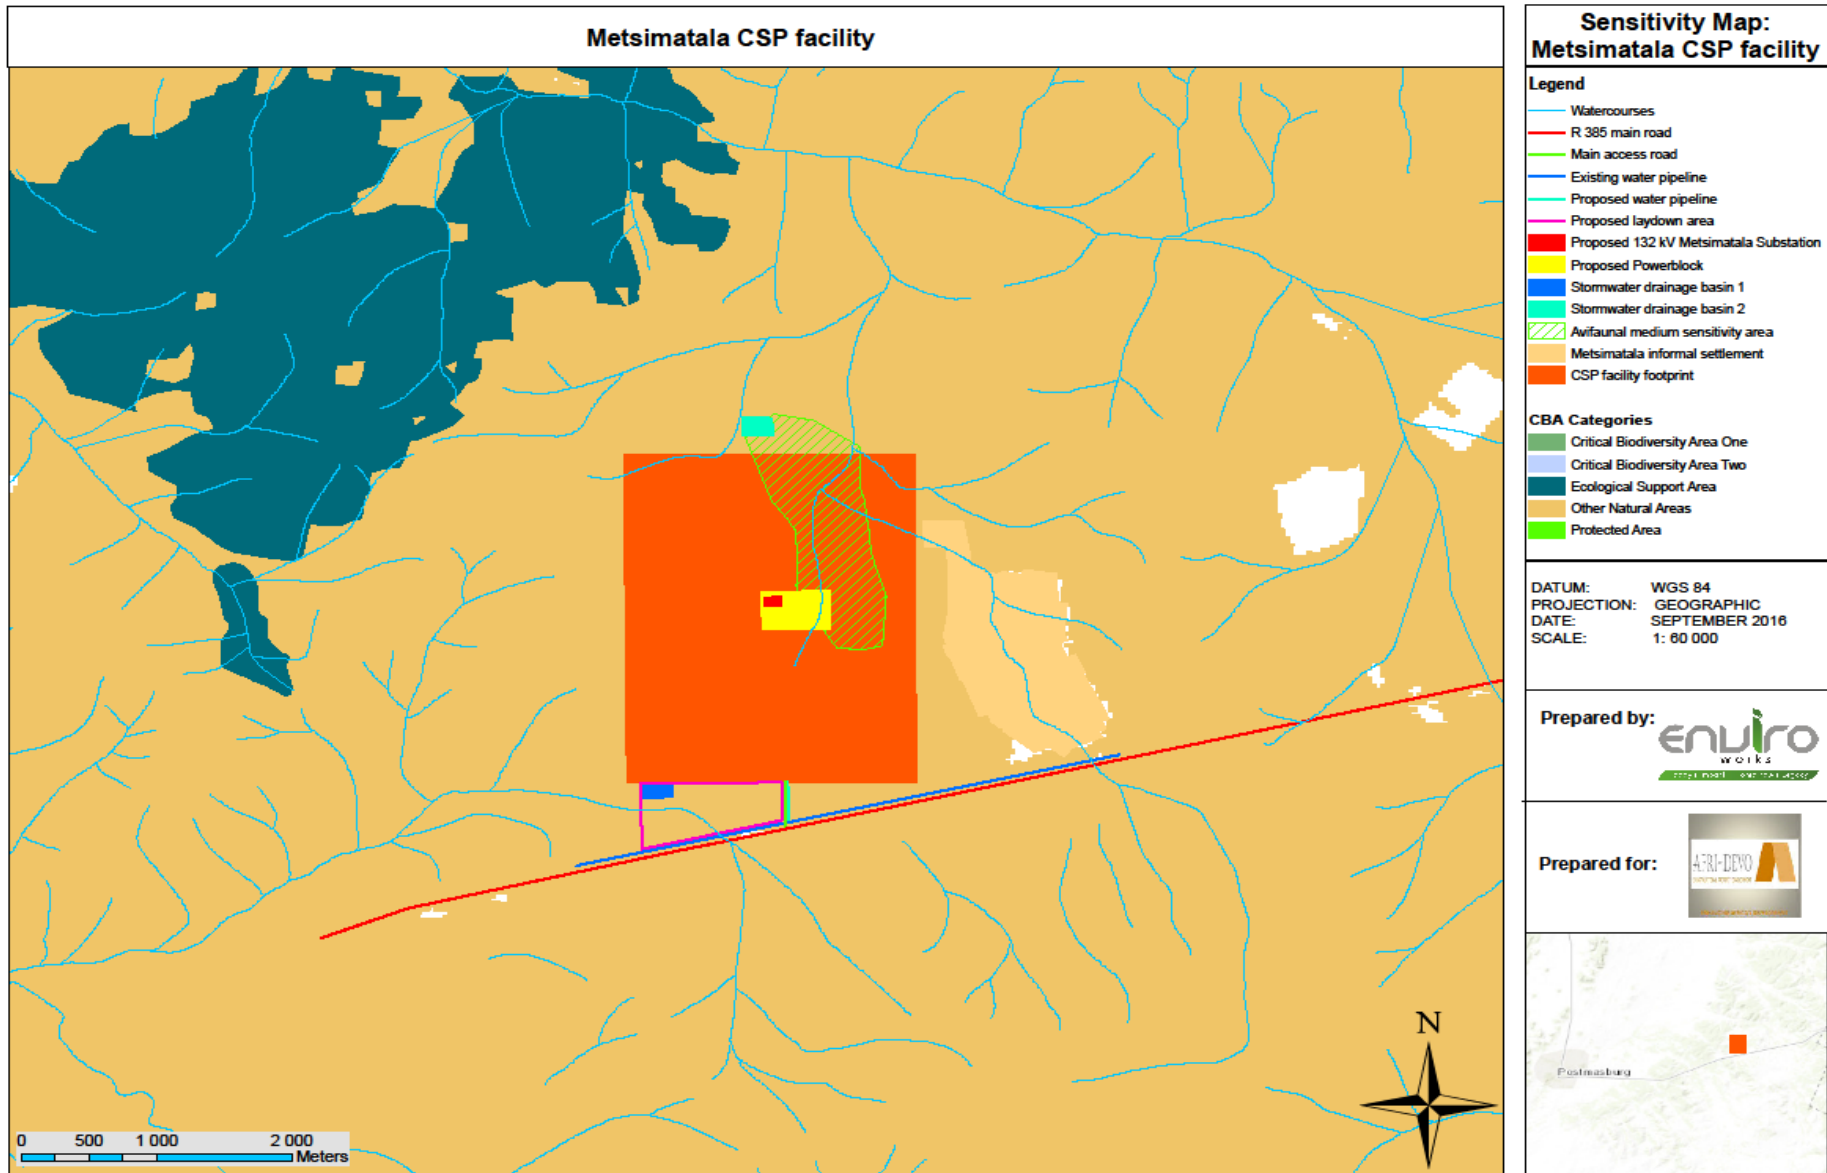 Metsimatala CSP facility
Sensitivity Map:
Metsimatala CSP facility
Legend
Watercourses
R 385 main road
Main access road
Existing water pipeline
Proposed water pipeline
Proposed laydown area
Proposed 132 kV Metsimatala Substation
Proposed Powerblock
Stormwater drainage basin 1
Stormwater drainage basin 2
Avifaunal medium sensitivity area
Metsimatala informal settlement
CSP facility footprint
CBA Categories
Critical Biodiversity Area One
Critical Biodiversity Area Two
Ecological Support Area
Other Natural Areas
Protected Area
DATUM: WGS 84
PROJECTION: GEOGRAPHIC
DATE: SEPTEMBER 2016
SCALE: 1: 60 000
Prepared by:
enviro
works
Prepared for:
AFRI-DEVO
Postmasburg
N
0 500 1 000 2 000
Meters